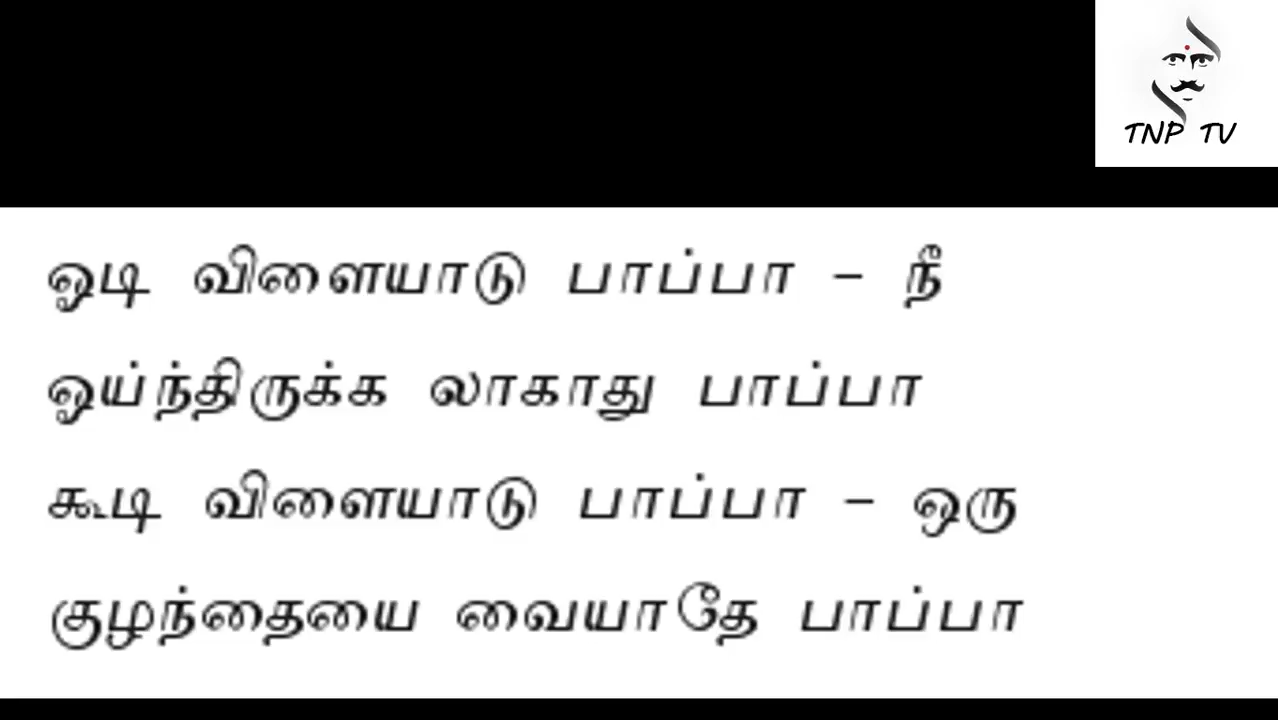 TNP TV
ஓடி விளையாடு பாப்பா - நீ
ஓய்ந்திருக்க லாகாது பாப்பா
கூடி விளையாடு பாப்பா - ஒரு
குழந்தையை வையாதே பாப்பா